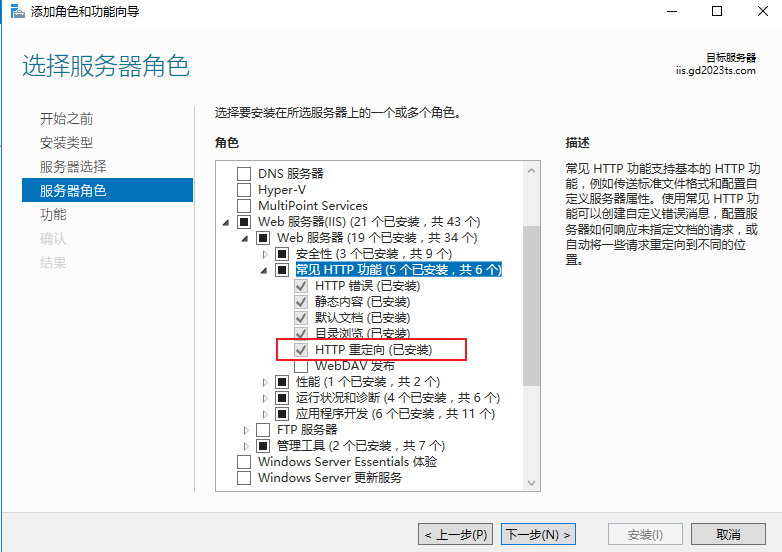 添加角色和功能向导
选择服务器角色
目标服务器
iis.gd2023ts.com
开始之前
安装类型
服务器选择
服务器角色
功能
确认
结果
选择要安装在所选服务器上的一个或多个角色。
角色
DNS 服务器
Hyper-V
MultiPoint Services
Web 服务器(IIS) (21 个已安装，共 43 个)
Web 服务器 (19 个已安装，共 34 个)
安全性 (3 个已安装，共 9 个)
常见 HTTP 功能 (5 个已安装，共 6 个)
HTTP 错误 (已安装)
静态内容 (已安装)
默认文档 (已安装)
目录浏览 (已安装)
HTTP 重定向 (已安装)
WebDAV 发布
性能 (1 个已安装，共 2 个)
运行状况和诊断 (4 个已安装，共 6 个)
应用程序开发 (6 个已安装，共 11 个)
FTP 服务器
管理工具 (2 个已安装，共 7 个)
Windows Server Essentials 体验
Windows Server 更新服务
描述
常见 HTTP 功能支持基本的 HTTP 功
能，例如传送标准文件格式和配置自
定义服务器属性。使用常见 HTTP 功
能可以创建自定义错误消息，配置服
务器如何响应未指定文档的请求，或
自动将一些请求重定向到不同的位
置。
< 上一步(P)
下一步(N) >
安装(I)
取消